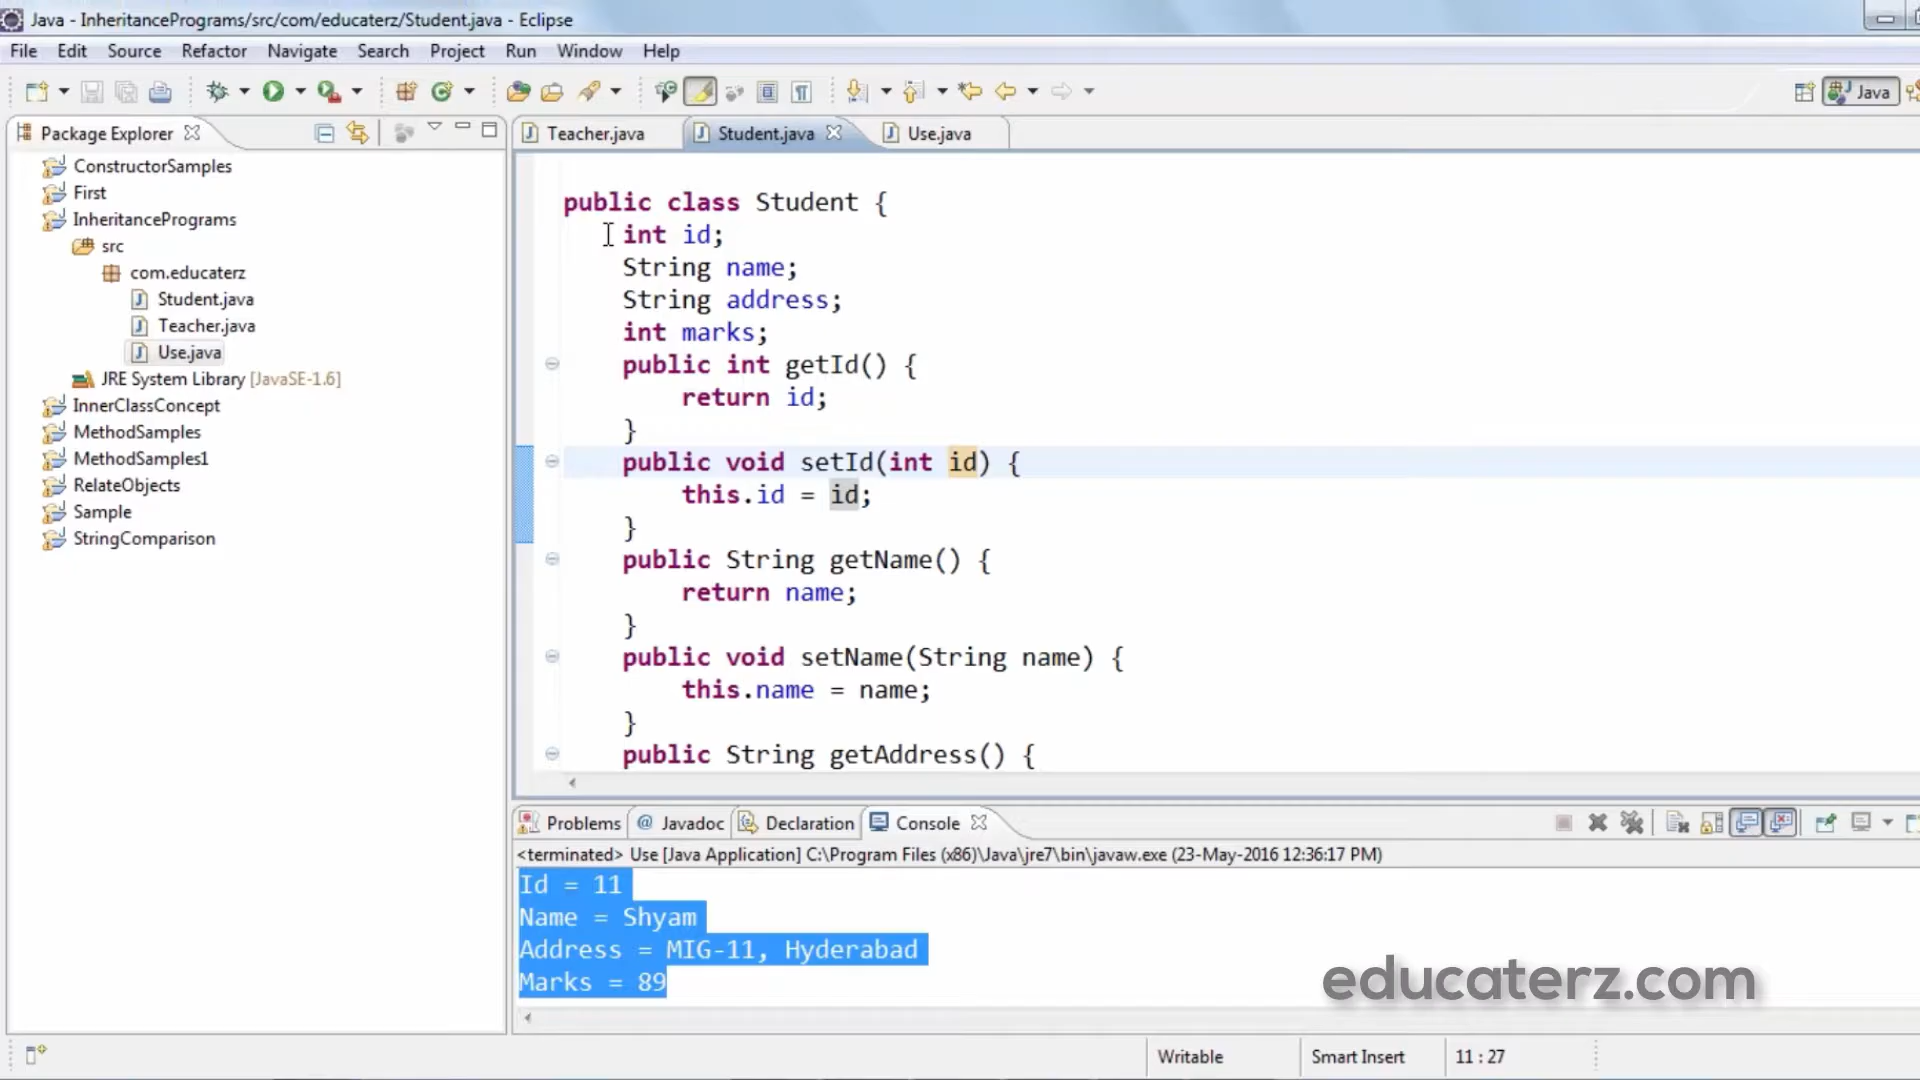 Java - InheritancePrograms/src/com/educaterz/Student.java - Eclipse
File Edit Source Refactor Navigate Search Project Run Window Help
Java
Package Explorer
Teacher.java Student.java Use.java
ConstructorSamples
First
InheritancePrograms
src
com.educaterz
Student.java
Teacher.java
Use.java
JRE System Library [JavaSE-1.6]
InnerClassConcept
MethodSamples
MethodSamples1
RelateObjects
Sample
StringComparison
public class Student {
int id;
String name;
String address;
int marks;
public int getId() {
return id;
}
public void setId(int id) {
this.id = id;
}
public String getName() {
return name;
}
public void setName(String name) {
this.name = name;
}
public String getAddress() {
Problems @ Javadoc Declaration Console
<terminated> Use [Java Application] C:\Program Files (x86)\Java\jre7\bin\javaw.exe (23-May-2016 12:36:17 PM)
Id = 11
Name = Shyam
Address = MIG-11, Hyderabad
Marks = 89
educaterz.com
Writable Smart Insert 11 : 27